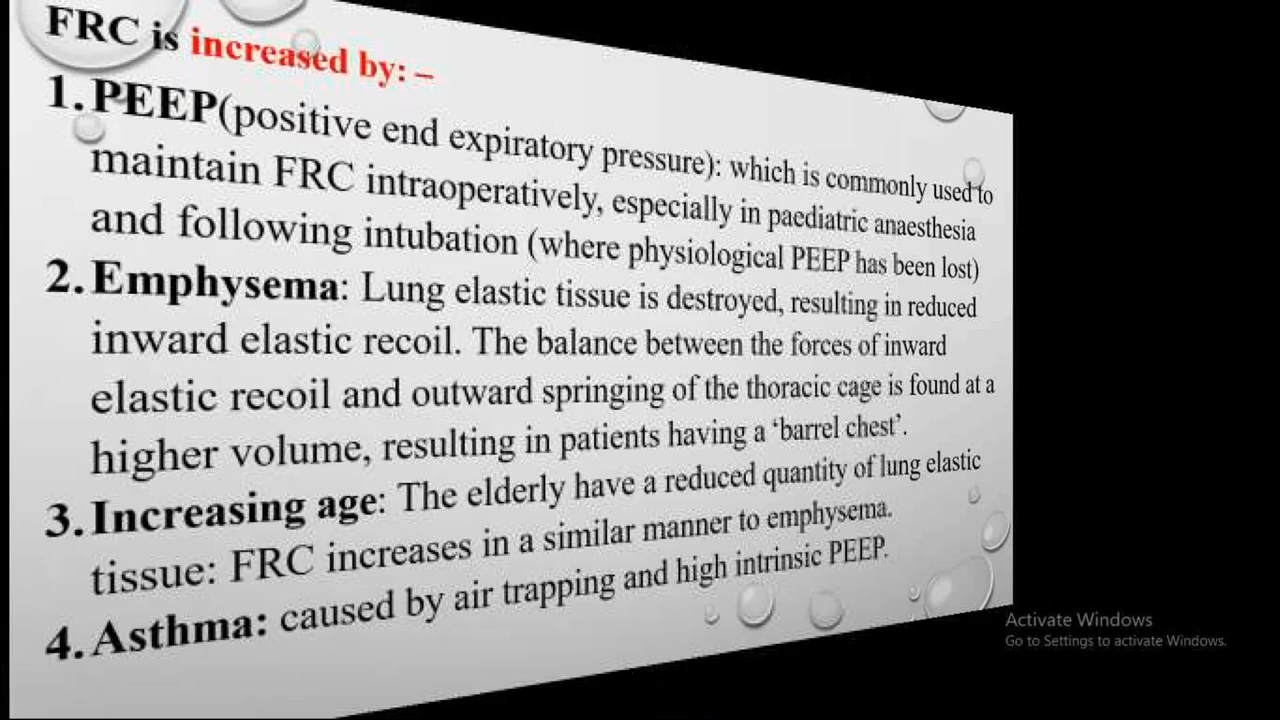 FRC is increased by: –
1. PEEP(positive end expiratory pressure): which is commonly used to
maintain FRC intraoperatively, especially in paediatric anaesthesia
and following intubation (where physiological PEEP has been lost)
2. Emphysema: Lung elastic tissue is destroyed, resulting in reduced
inward elastic recoil. The balance between the forces of inward
elastic recoil and outward springing of the thoracic cage is found at a
higher volume, resulting in patients having a ‘barrel chest’.
3. Increasing age: The elderly have a reduced quantity of lung elastic
tissue: FRC increases in a similar manner to emphysema.
4. Asthma: caused by air trapping and high intrinsic PEEP.
Activate Windows
Go to Settings to activate Windows.